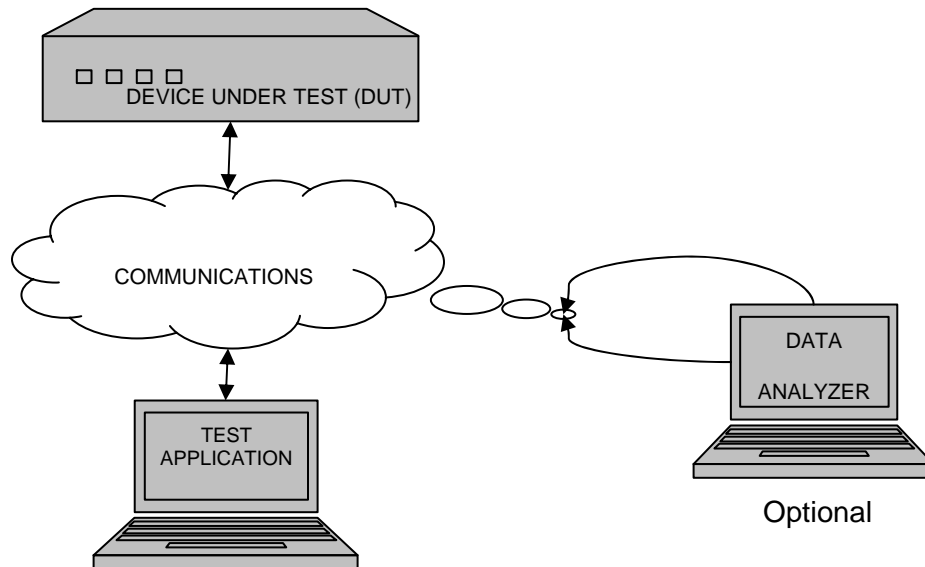 DEVICE UNDER TEST (DUT)
COMMUNICATIONS
DATA
ANALYZER
TEST
APPLICATION
Optional